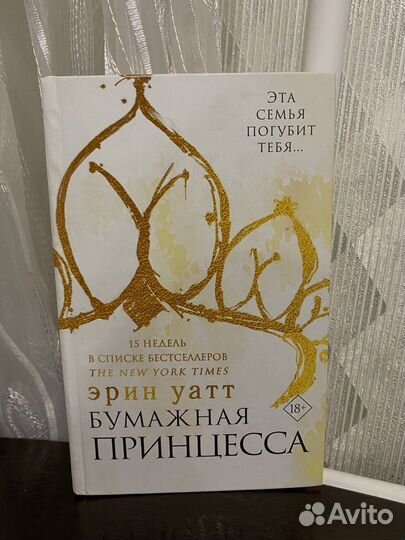 ЭТА
СЕМЬЯ
ПОГУБИТ
ТЕБЯ...
15 НЕДЕЛЬ
В СПИСКЕ БЕСТСЕЛЛЕРОВ
THE NEW YORK TIMES
эрин уатт
БУМАЖНАЯ
ПРИНЦЕССА
18+
Avito